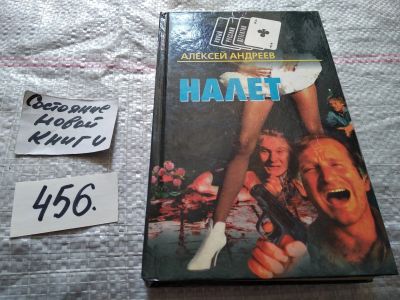 АЛЕКСЕЙ АНДРЕЕВ
НАЛЕТ
Состояние
новой
книги
456.